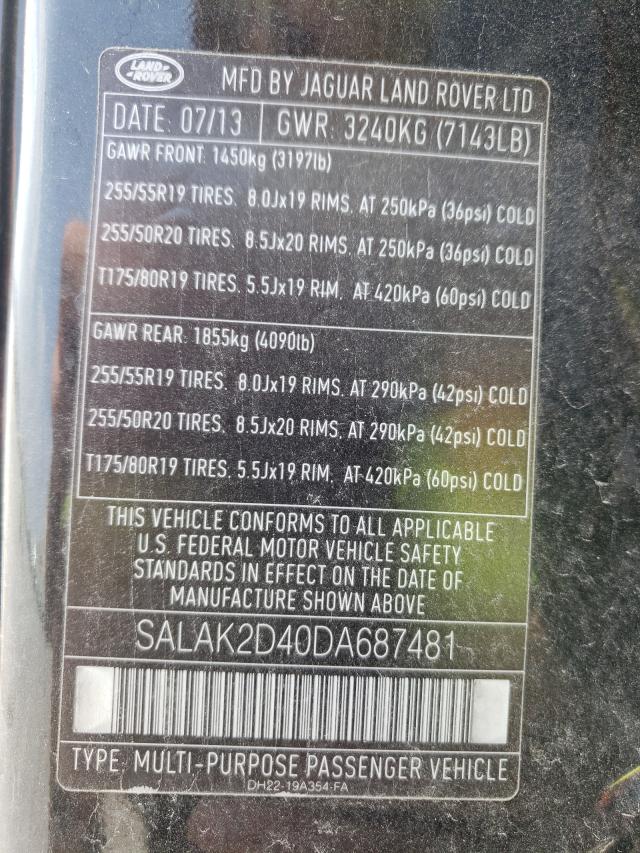 LAND-
-ROVER
MFD BY JAGUAR LAND ROVER LTD
DATE: 07/13 GWR: 3240KG (7143LB)
GAWR FRONT: 1450kg (3197lb)
255/55R19 TIRES. 8.0Jx19 RIMS. AT 250kPa (36psi) COLD
255/50R20 TIRES. 8.5Jx20 RIMS. AT 250kPa (36psi) COLD
T175/80R19 TIRES. 5.5Jx19 RIM. AT 420kPa (60psi) COLD
GAWR REAR: 1855kg (4090lb)
255/55R19 TIRES. 8.0Jx19 RIMS. AT 290kPa (42psi) COLD
255/50R20 TIRES. 8.5Jx20 RIMS. AT 290kPa (42psi) COLD
T175/80R19 TIRES. 5.5Jx19 RIM. AT 420kPa (60psi) COLD
THIS VEHICLE CONFORMS TO ALL APPLICABLE
U.S. FEDERAL MOTOR VEHICLE SAFETY
STANDARDS IN EFFECT ON THE DATE OF
MANUFACTURE SHOWN ABOVE
SALAK2D40DA687481
TYPE: MULTI-PURPOSE PASSENGER VEHICLE
DH22-19A354-FA